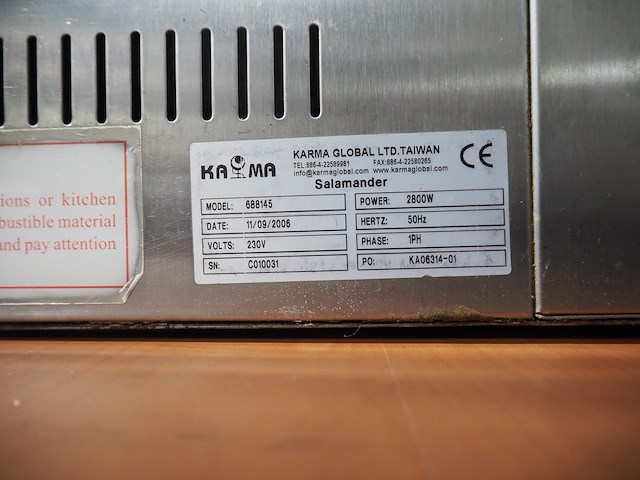 ions or kitchen
bustible material
and pay attention
KARMA
KARMA GLOBAL LTD.TAIWAN
TEL:886-4-22589981 FAX:886-4-22580265
info@karmaglobal.com www.karmaglobal.com
CE
Salamander
MODEL: 688145
POWER: 2800W
DATE: 11/09/2006
HERTZ: 50Hz
VOLTS: 230V
PHASE: 1PH
SN: C010031
PO: KA06314-01